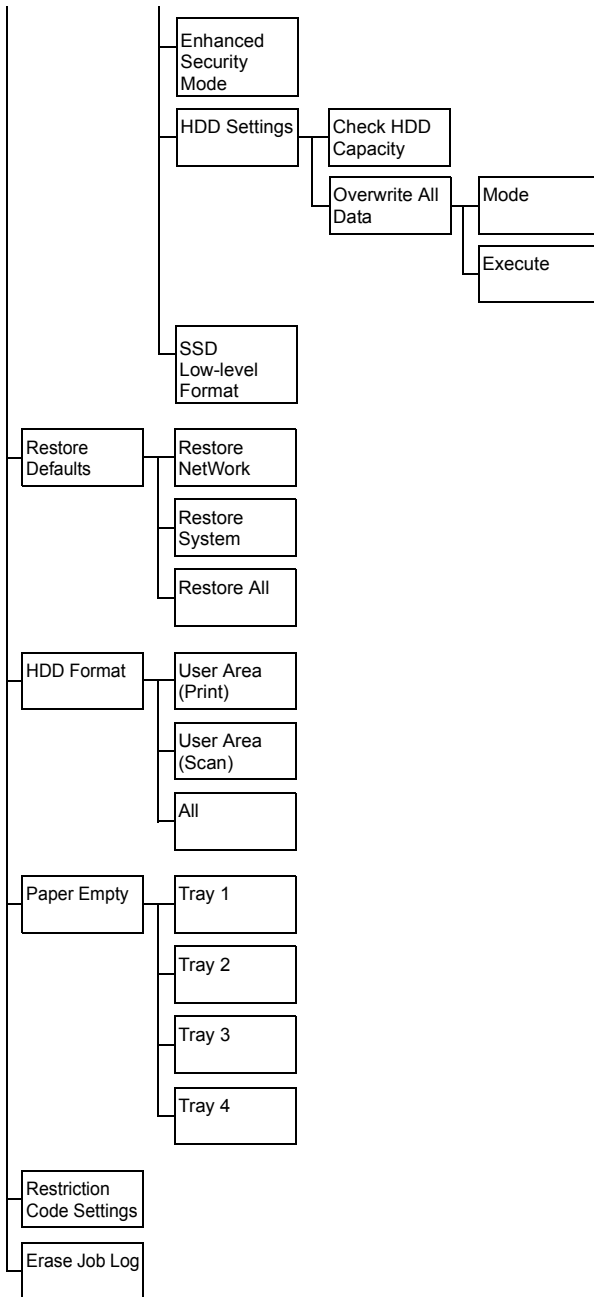 Enhanced
Security
Mode
HDD Settings
Check HDD
Capacity
Overwrite All
Data
Mode
Execute
SSD
Low-level
Format
Restore
Defaults
Restore
NetWork
Restore
System
Restore All
HDD Format
User Area
(Print)
User Area
(Scan)
All
Paper Empty
Tray 1
Tray 2
Tray 3
Tray 4
Restriction
Code Settings
Erase Job Log